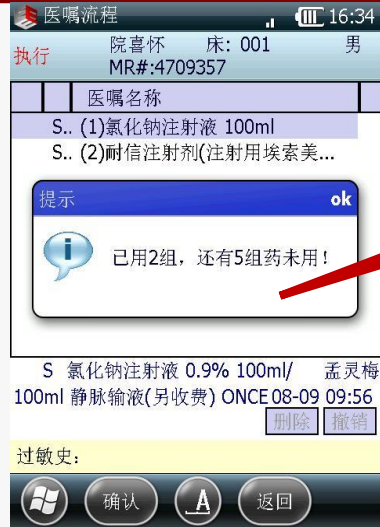 医嘱流程 16:34
执行 院喜怀 床: 001 男
MR#:4709357
医嘱名称
S.. (1)氯化钠注射液 100ml
S.. (2)耐信注射剂(注射用埃索美...
提示 ok
已用2组，还有5组药未用!
S 氯化钠注射液 0.9% 100ml/ 孟灵梅
100ml 静脉输液(另收费) ONCE 08-09 09:56
删除 撤销
过敏史:
确认 A 返回